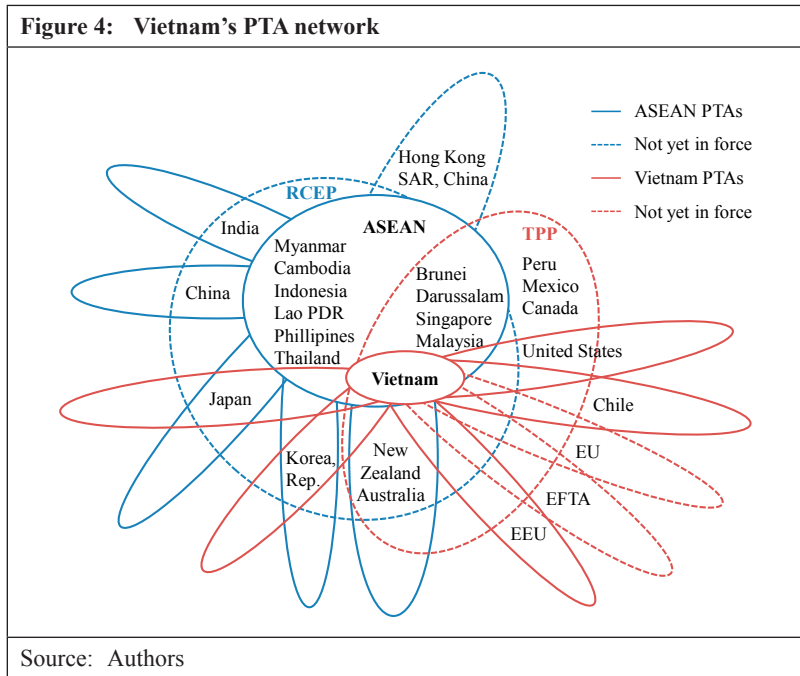 Figure 4: Vietnam's PTA network
ASEAN PTAs
Not yet in force
Vietnam PTAs
Not yet in force
Hong Kong
SAR, China
RCEP
ASEAN
TPP
India
Myanmar
Cambodia
Indonesia
Lao PDR
Phillipines
Thailand
Brunei
Darussalam
Singapore
Malaysia
Peru
Mexico
Canada
China
United States
Vietnam
Japan
Chile
Korea,
Rep.
New
Zealand
Australia
EU
EFTA
EEU
Source: Authors